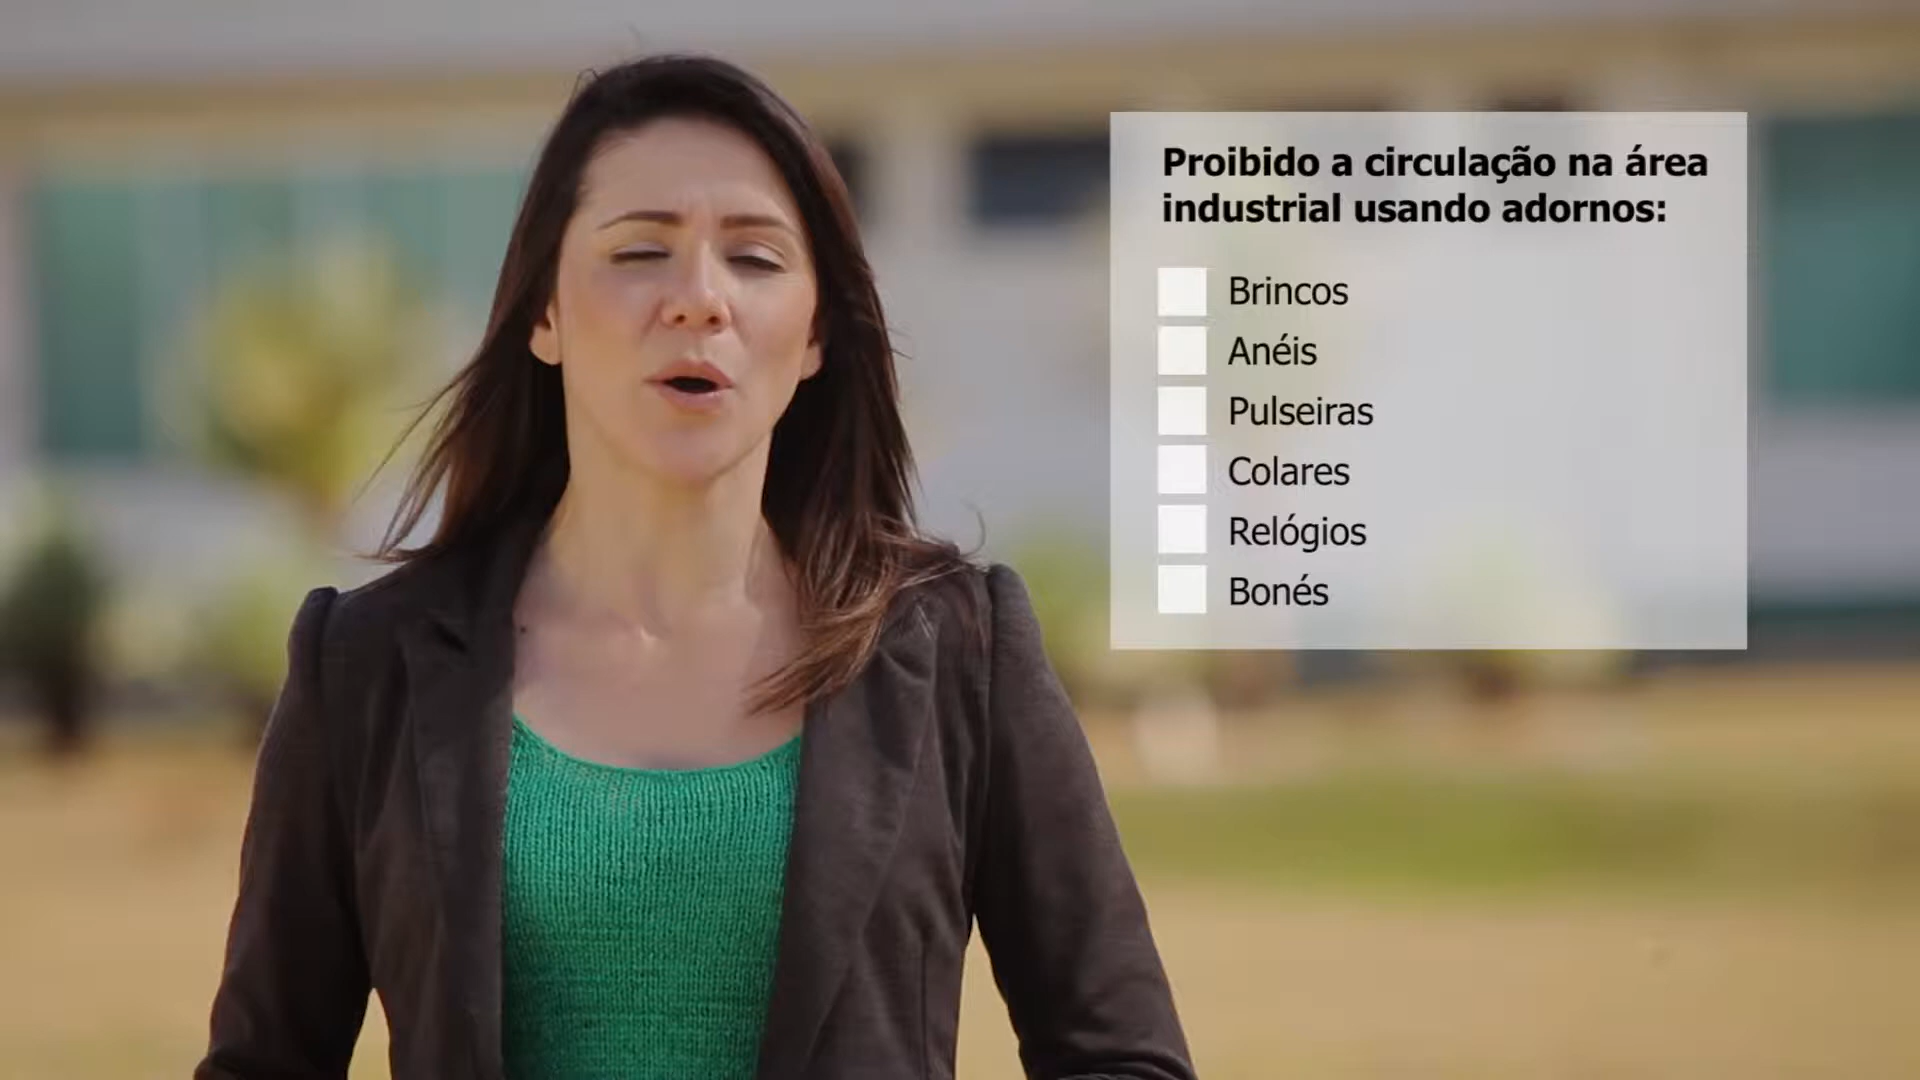 Proibido a circulação na área
industrial usando adornos:
Brincos
Anéis
Pulseiras
Colares
Relógios
Bonés